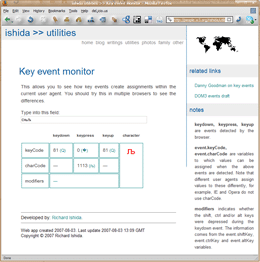 ishida >> utilities
home blog writings utilities photos family other
Key event monitor
This allows you to see how key events create assignments within the
current user agent. You should try this in multiple browsers to see the
differences.
Type into this field:
keydown keypress keyup character
keyCode 81 (Q) 81 (Q)
charCode
modifiers ---
Developed by: Richard Ishida
Web app created 2007-08-03. Last update 2007-08-03 13:09 GMT
Copyright © 2007 Richard Ishida
related links
Danny Goodman on key events
DOM3 events draft
notes
keydown, keypress, keyup
are events detected by the
browser.
event.keyCode,
event.charCode are variables
to which values can be
assigned when the above
events are detected. Note that
different user agents assign
values to these differently, for
example, IE and Opera do not
use charCode.
modifiers indicates whether
the shift, ctrl and/or alt keys
were depressed during the
keydown event. The information
comes from the event.shiftKey,
event.ctrlKey, and event.altKey
variables.